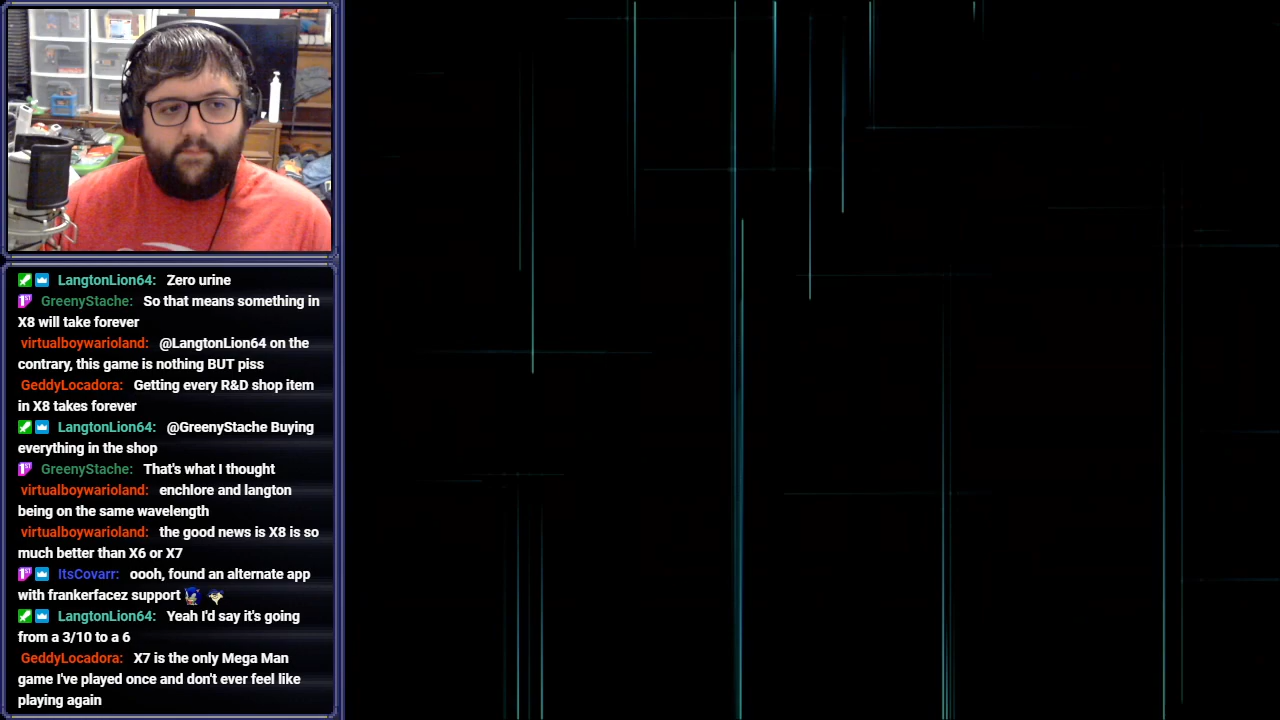 LangtonLion64: Zero urine
GreenyStache: So that means something in
X8 will take forever
virtualboywarioland: @LangtonLion64 on the
contrary, this game is nothing BUT piss
GeddyLocadora: Getting every R&D shop item
in X8 takes forever
LangtonLion64: @GreenyStache Buying
everything in the shop
GreenyStache: That's what I thought
virtualboywarioland: enchlore and langton
being on the same wavelength
virtualboywarioland: the good news is X8 is so
much better than X6 or X7
ItsCovarr: oooh, found an alternate app
with frankerfacez support
LangtonLion64: Yeah I'd say it's going
from a 3/10 to a 6
GeddyLocadora: X7 is the only Mega Man
game I've played once and don't ever feel like
playing again